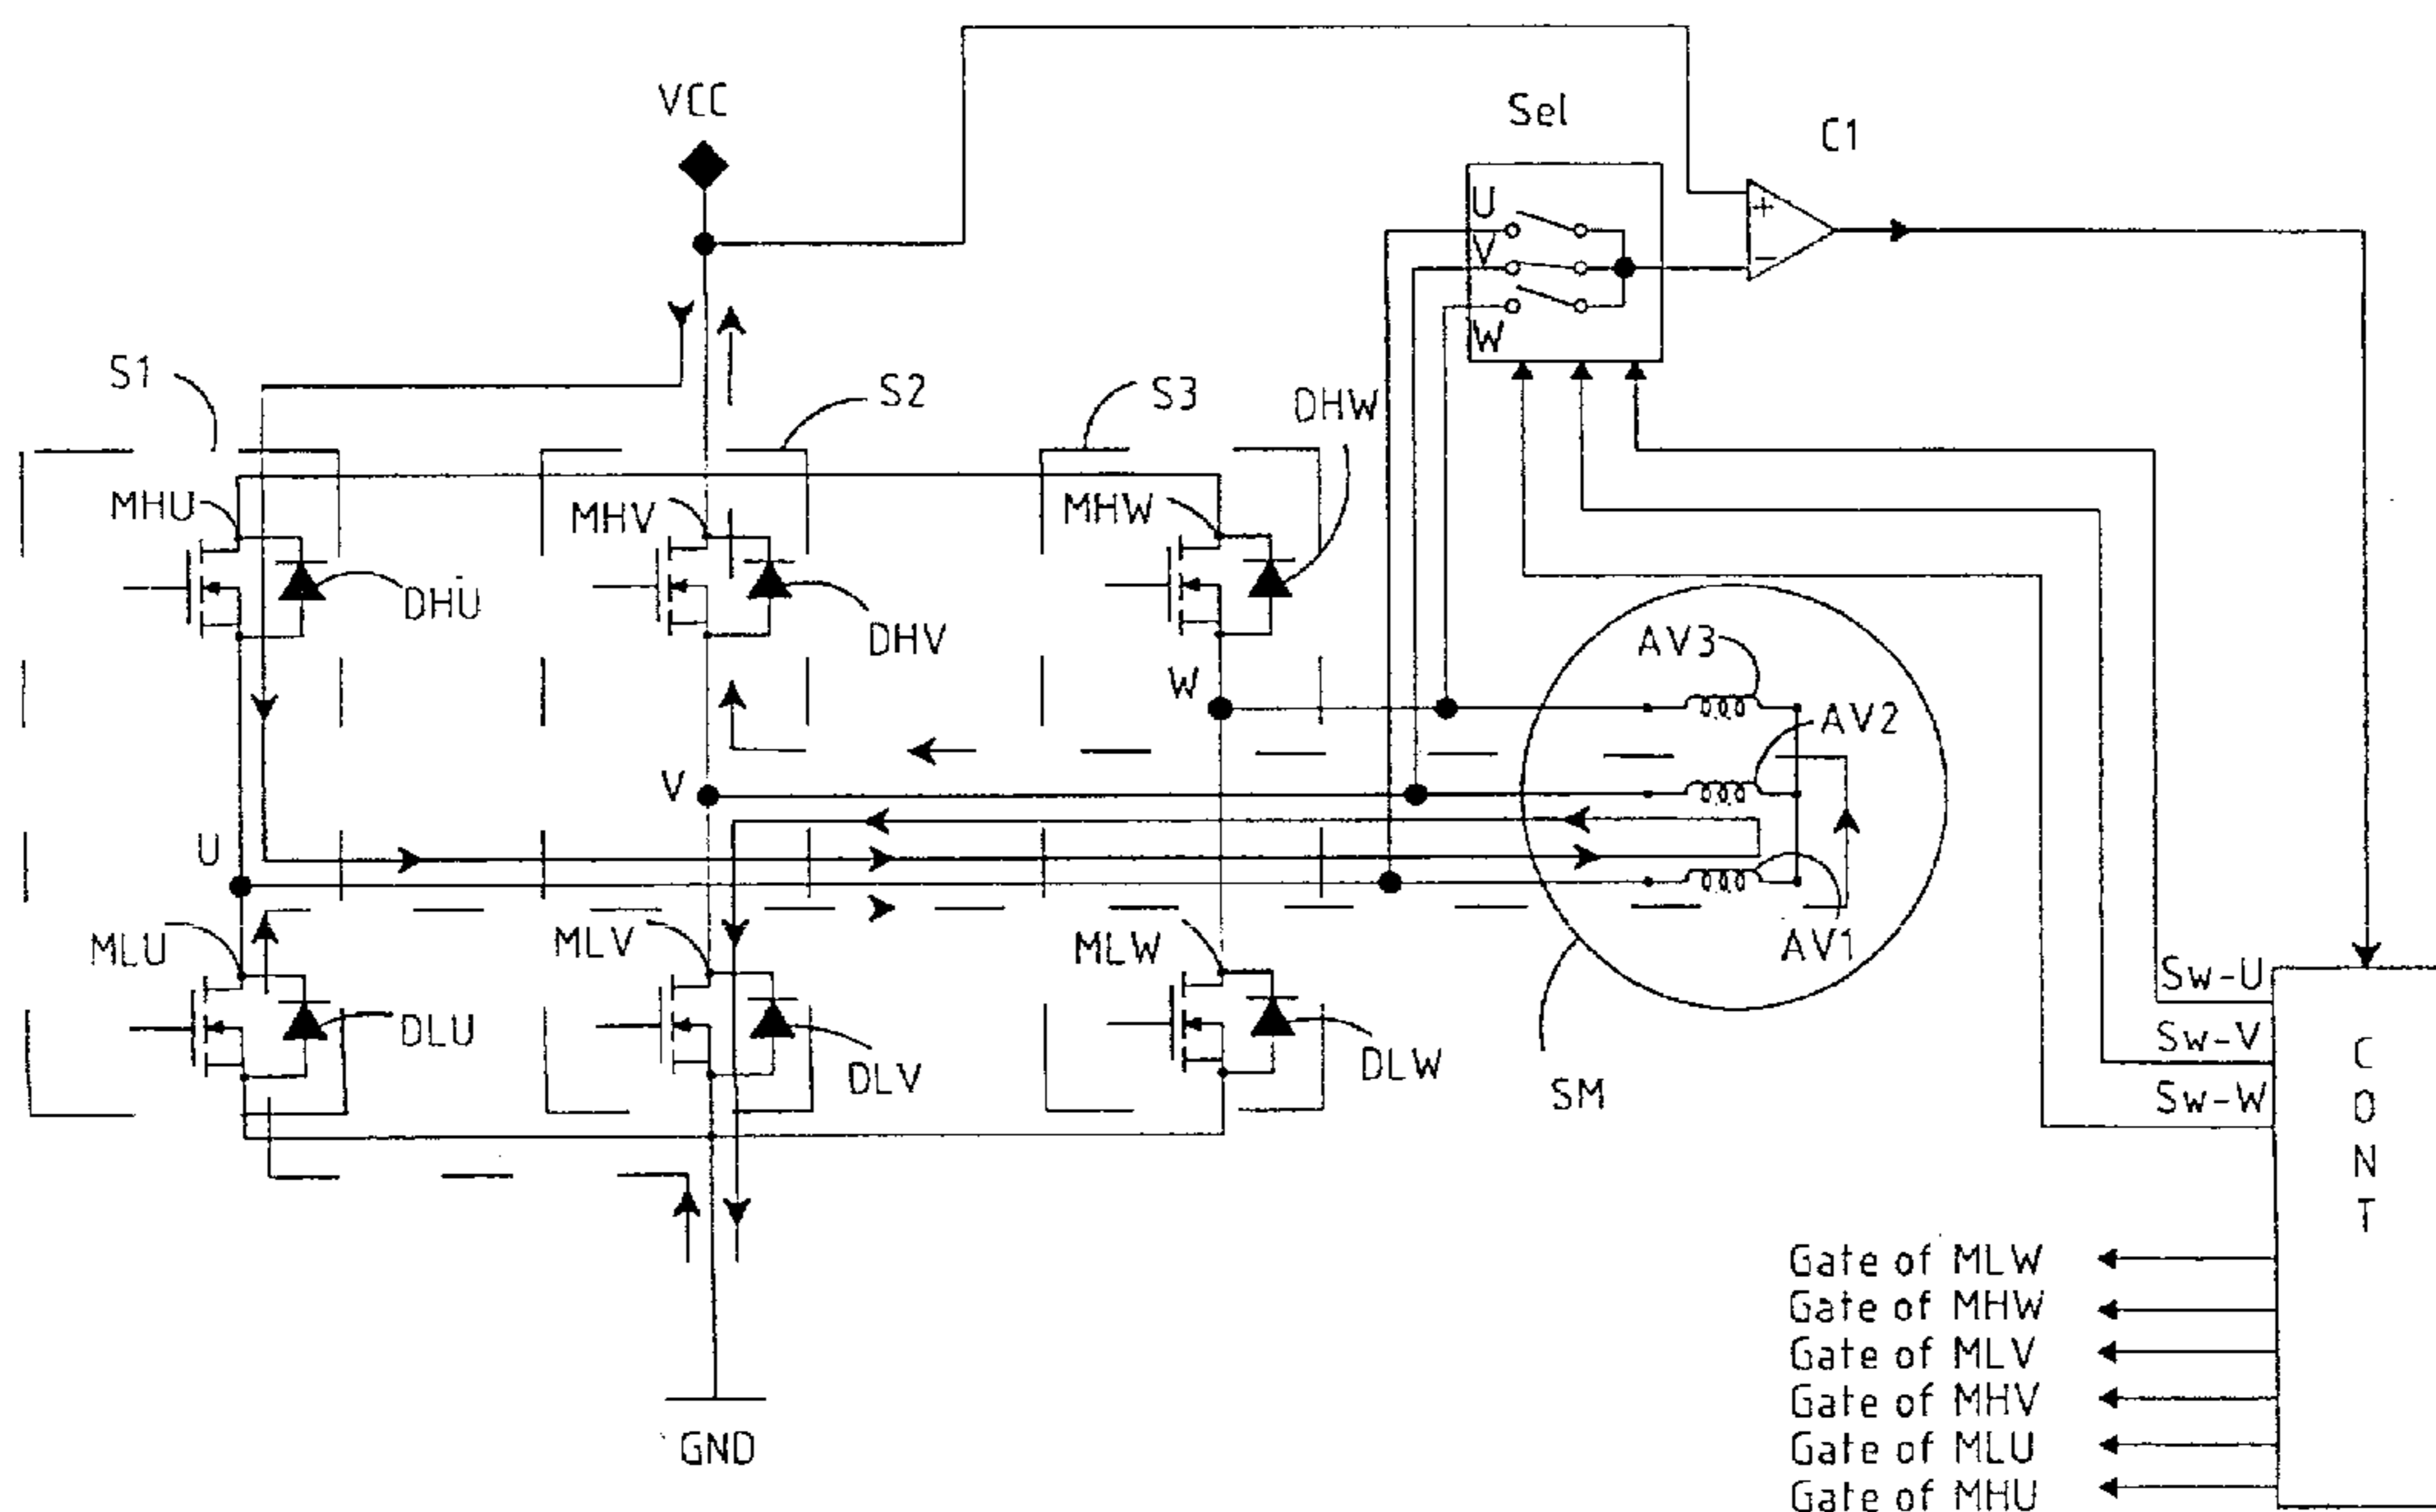 VCC
Sel
C1
U
V
W
+
−
S1
S2
S3
DHW
MHU
MHV
MHW
DHU
DHV
AV3
W
AV2
V
U
MLU
MLV
MLW
AV1
Sw-U
DLU
DLV
DLW
SM
Sw-V
Sw-W
CONT
GND
Gate of MLW
Gate of MHW
Gate of MLV
Gate of MHV
Gate of MLU
Gate of MHU